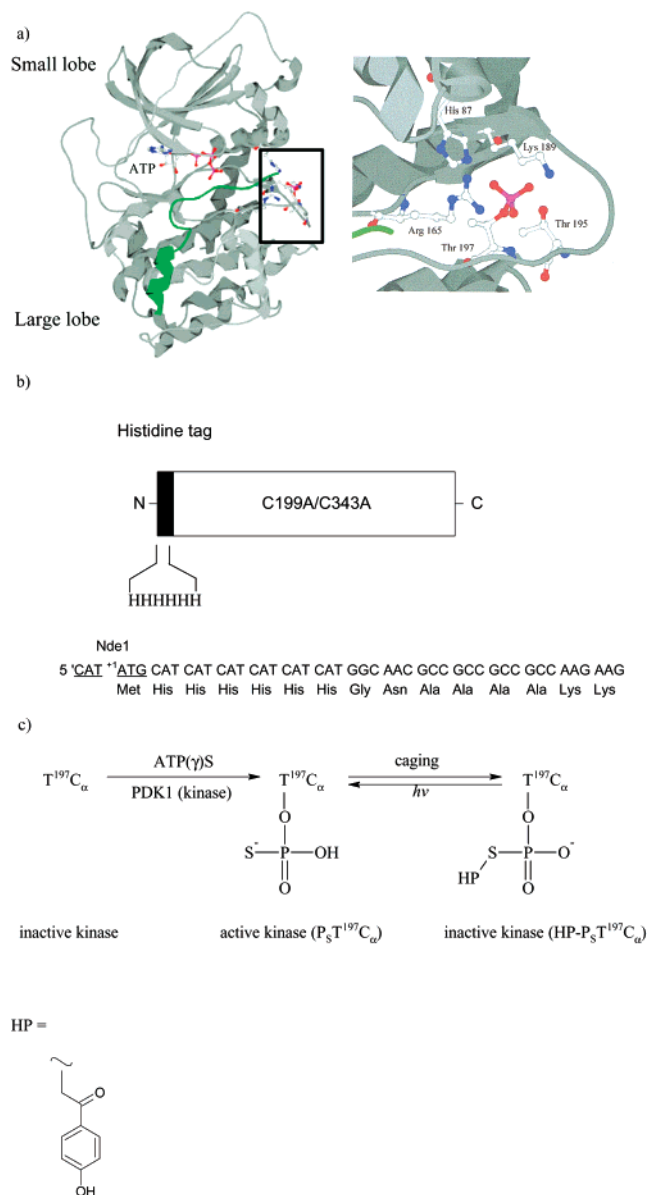 a)
Small lobe
ATP
Large lobe
His 87
Lys 189
Arg 165
Thr 195
Thr 197
b)
Histidine tag
N C199A/C343A C
HHHHHH
Nde1
5 'CAT +1ATG CAT CAT CAT CAT CAT CAT GGC AAC GCC GCC GCC GCC AAG AAG
Met His His His His His His Gly Asn Ala Ala Ala Ala Lys Lys
c)
ATP(γ)S caging
T197Cα T197Cα T197Cα
PDK1 (kinase) hν
O O
S- P OH S P O-
HP
O O
inactive kinase active kinase (PST197Cα) inactive kinase (HP-PST197Cα)
HP =
O
OH